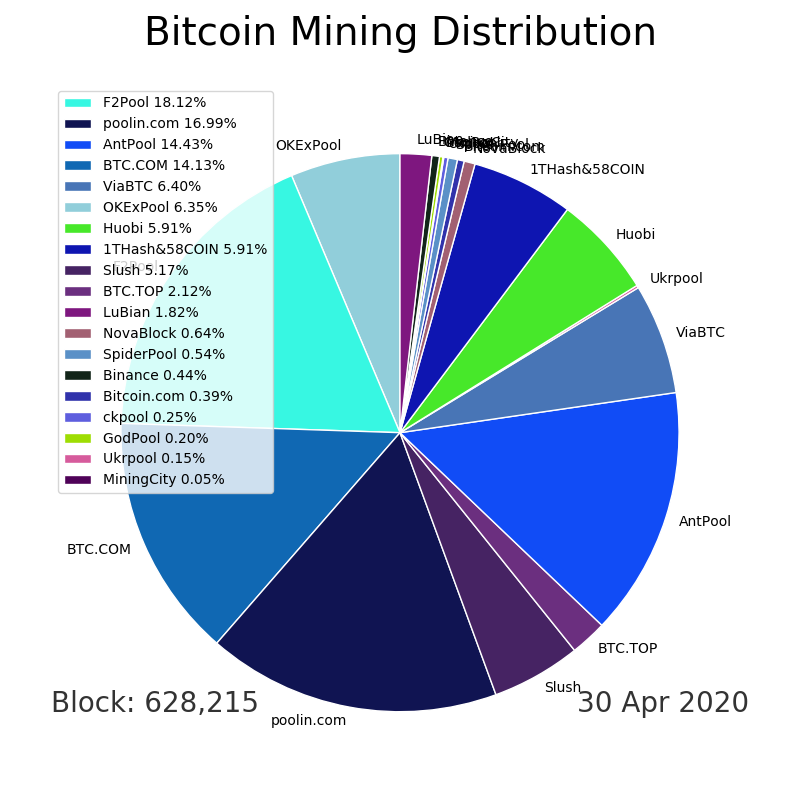 Bitcoin Mining Distribution
F2Pool 18.12%
poolin.com 16.99%
AntPool 14.43%
BTC.COM 14.13%
ViaBTC 6.40%
OKExPool 6.35%
Huobi 5.91%
1THash&58COIN 5.91%
Slush 5.17%
BTC.TOP 2.12%
LuBian 1.82%
NovaBlock 0.64%
SpiderPool 0.54%
Binance 0.44%
Bitcoin.com 0.39%
ckpool 0.25%
GodPool 0.20%
Ukrpool 0.15%
MiningCity 0.05%
OKExPool
LuBian
NovaBlock
1THash&58COIN
Huobi
Ukrpool
ViaBTC
AntPool
BTC.TOP
Slush
poolin.com
BTC.COM
F2Pool
Block: 628,215
30 Apr 2020